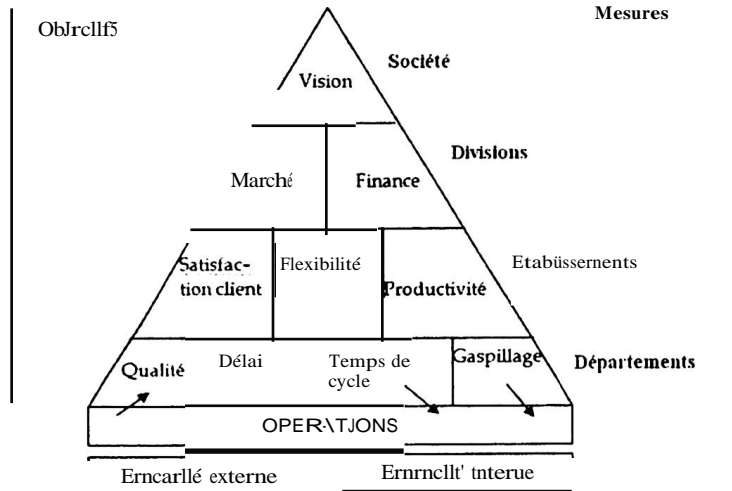 Mesures
ObJrcllf5
Société
Vision
Divisions
Marché
Finance
Satisfac-
tion client
Flexibilité
Productivité
Etabüssernents
Qualité
Délai
Temps de
cycle
Gaspillage
Départements
OPER·\TJONS
Erncarllé externe
Ernrncllt' tnterue